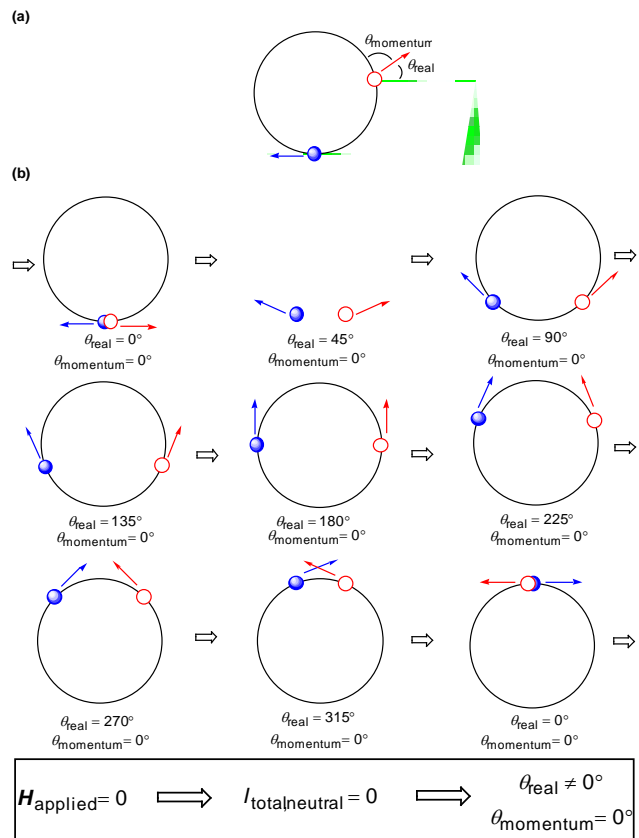 (a)
θmomentum
θreal
(b)
θreal = 0°
θmomentum = 0°
θreal = 45°
θmomentum = 0°
θreal = 90°
θmomentum = 0°
θreal = 135°
θmomentum = 0°
θreal = 180°
θmomentum = 0°
θreal = 225°
θmomentum = 0°
θreal = 270°
θmomentum = 0°
θreal = 315°
θmomentum = 0°
θreal = 0°
θmomentum = 0°
Happlied = 0
Itotal,neutral = 0
θreal ≠ 0°
θmomentum = 0°